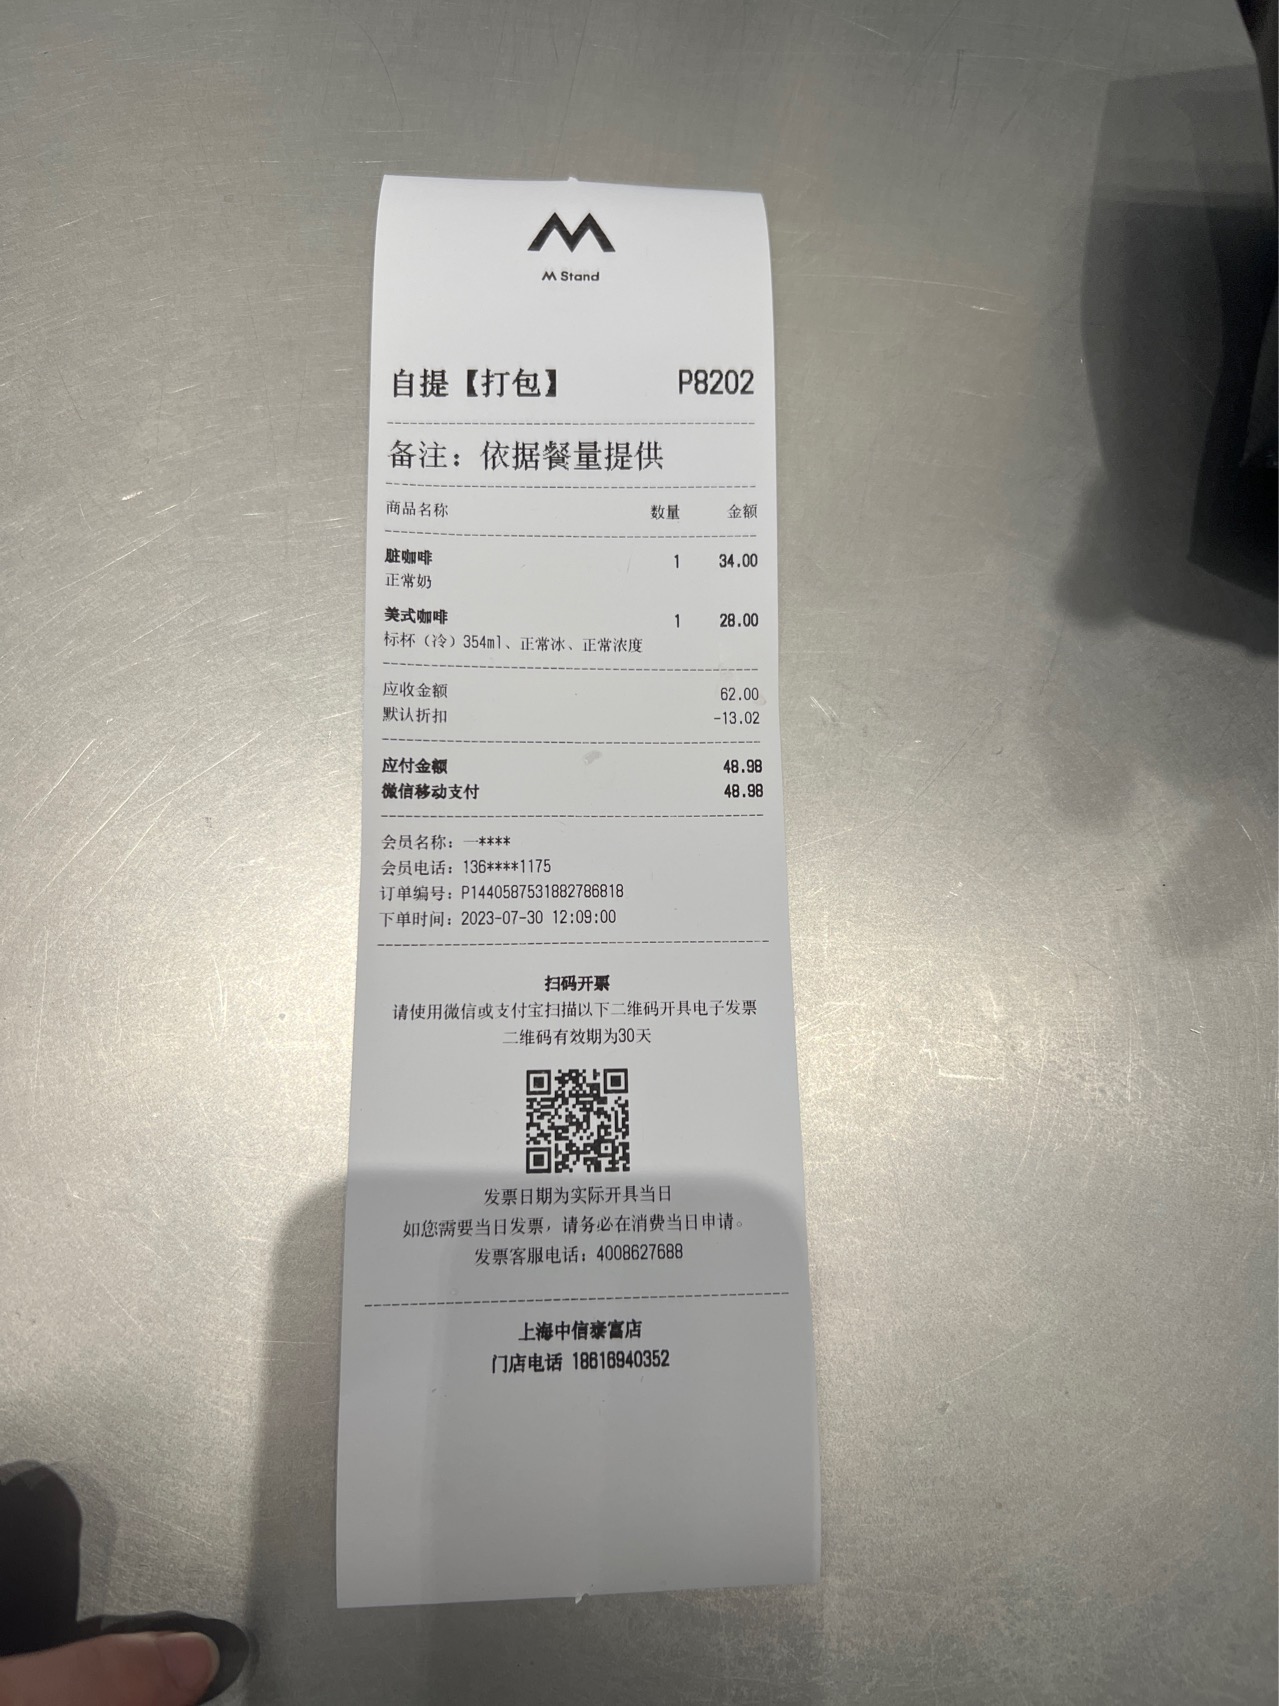 M Stand
自提【打包】 P8202
备注：依据餐量提供
商品名称 数量 金额
脏咖啡 1 34.00
正常奶
美式咖啡 1 28.00
标杯（冷）354ml、正常冰、正常浓度
应收金额 62.00
默认折扣 -13.02
应付金额 48.98
微信移动支付 48.98
会员名称：一****
会员电话：136****1175
订单编号：P1440587531882786818
下单时间：2023-07-30 12:09:00
扫码开票
请使用微信或支付宝扫描以下二维码开具电子发票
二维码有效期为30天
发票日期为实际开具当日
如您需要当日发票，请务必在消费当日申请。
发票客服电话：4008627688
上海中信泰富店
门店电话 18616940352